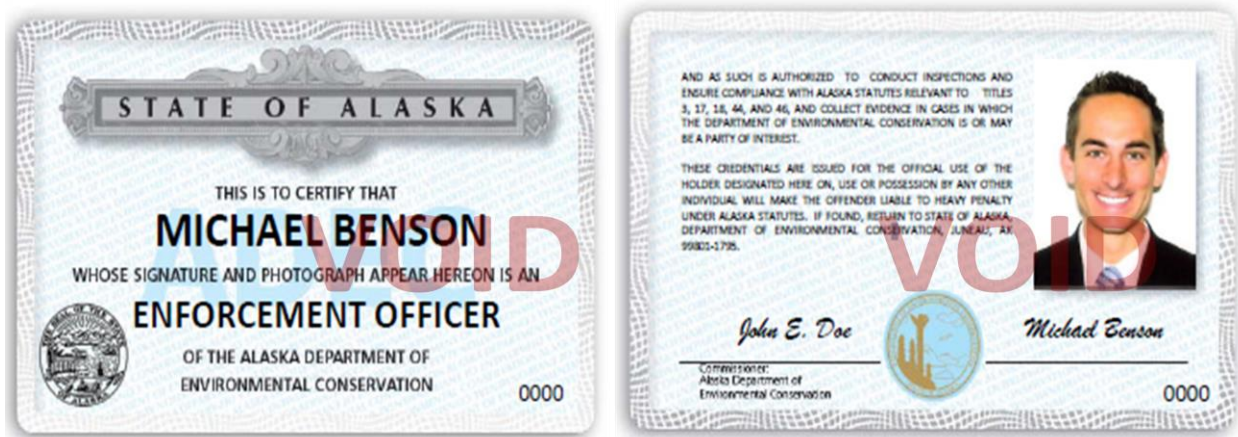 STATE OF ALASKA
THIS IS TO CERTIFY THAT
MICHAEL BENSON
VOID
WHOSE SIGNATURE AND PHOTOGRAPH APPEAR HEREON IS AN
ENFORCEMENT OFFICER
OF THE ALASKA DEPARTMENT OF
ENVIRONMENTAL CONSERVATION
0000
AND AS SUCH IS AUTHORIZED TO CONDUCT INSPECTIONS AND
ENSURE COMPLIANCE WITH ALASKA STATUTES RELEVANT TO TITLES
3, 17, 18, 44, AND 46, AND COLLECT EVIDENCE IN CASES IN WHICH
THE DEPARTMENT OF ENVIRONMENTAL CONSERVATION IS OR MAY
BE A PARTY OF INTEREST.
THESE CREDENTIALS ARE ISSUED FOR THE OFFICIAL USE OF THE
HOLDER DESIGNATED HERE ON, USE OR POSSESSION BY ANY OTHER
INDIVIDUAL WILL MAKE THE OFFENDER LIABLE TO HEAVY PENALTY
UNDER ALASKA STATUTES. IF FOUND, RETURN TO STATE OF ALASKA,
DEPARTMENT OF ENVIRONMENTAL CONSERVATION, JUNEAU, AK
99801-1795.
VOID
John E. Doe
Michael Benson
Commissioner:
Alaska Department of
Environmental Conservation
0000